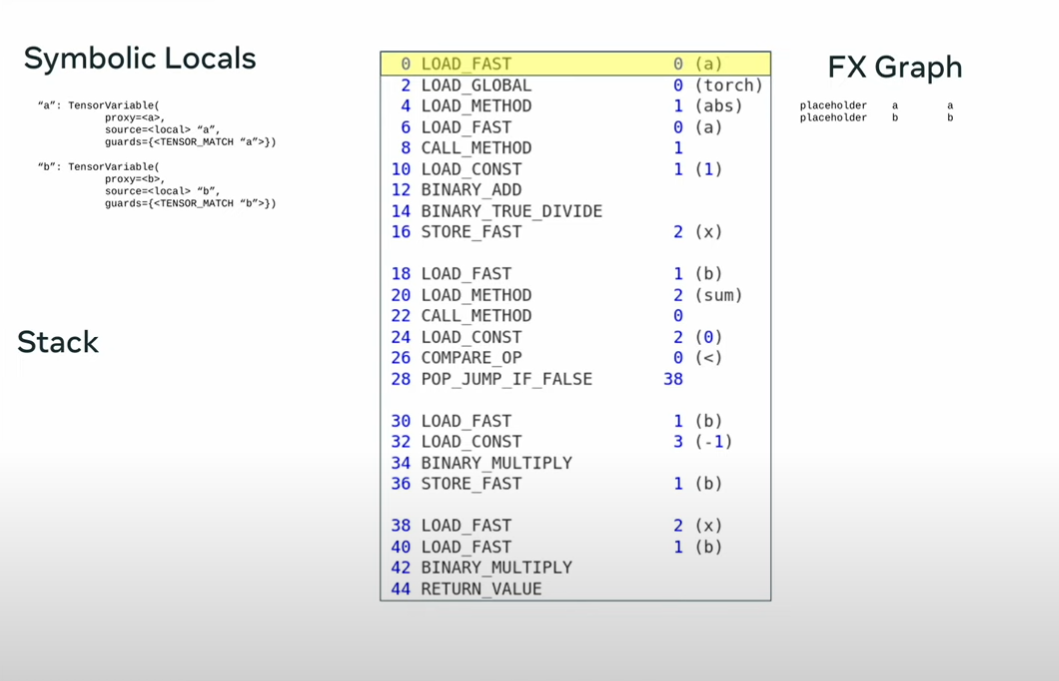 Symbolic Locals
"a": TensorVariable(
proxy=<a>,
source=<local> "a",
guards={<TENSOR_MATCH "a">})
"b": TensorVariable(
proxy=<b>,
source=<local> "b",
guards={<TENSOR_MATCH "b">})
Stack
0 LOAD_FAST 0 (a)
2 LOAD_GLOBAL 0 (torch)
4 LOAD_METHOD 1 (abs)
6 LOAD_FAST 0 (a)
8 CALL_METHOD 1
10 LOAD_CONST 1 (1)
12 BINARY_ADD
14 BINARY_TRUE_DIVIDE
16 STORE_FAST 2 (x)
18 LOAD_FAST 1 (b)
20 LOAD_METHOD 2 (sum)
22 CALL_METHOD 0
24 LOAD_CONST 2 (0)
26 COMPARE_OP 0 (<)
28 POP_JUMP_IF_FALSE 38
30 LOAD_FAST 1 (b)
32 LOAD_CONST 3 (-1)
34 BINARY_MULTIPLY
36 STORE_FAST 1 (b)
38 LOAD_FAST 2 (x)
40 LOAD_FAST 1 (b)
42 BINARY_MULTIPLY
44 RETURN_VALUE
FX Graph
placeholder a a
placeholder b b